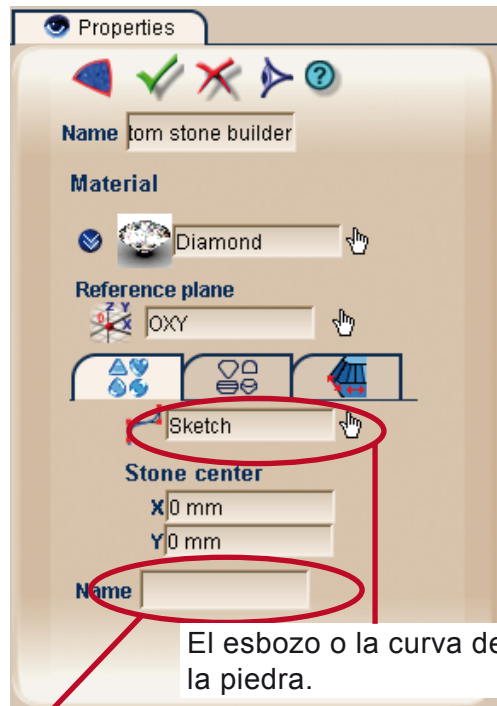 Properties
?
Name tom stone builder
Material
Diamond
Reference plane
Z Y
0 X
OXY
Sketch
Stone center
X 0 mm
Y 0 mm
Name
El esbozo o la curva de
la piedra.